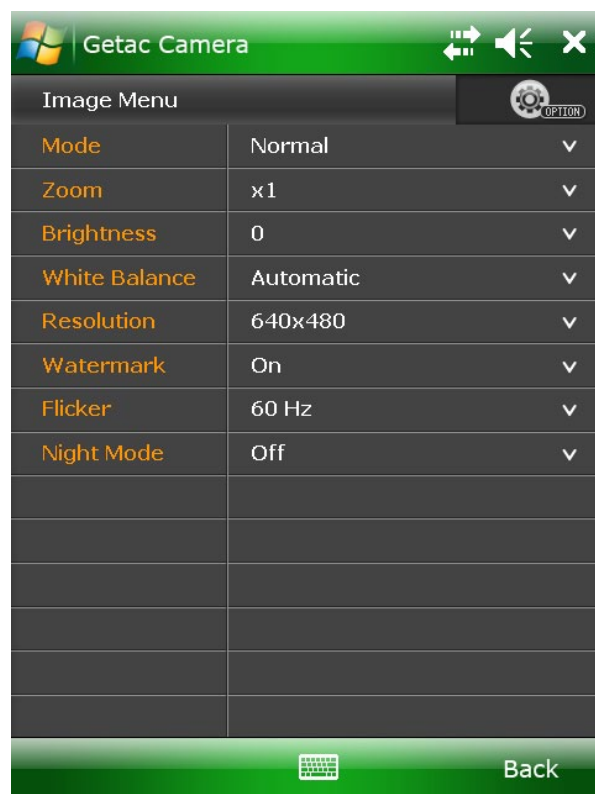 Getac Camera
Image Menu
OPTION
Mode Normal
Zoom x1
Brightness 0
White Balance Automatic
Resolution 640x480
Watermark On
Flicker 60 Hz
Night Mode Off
Back